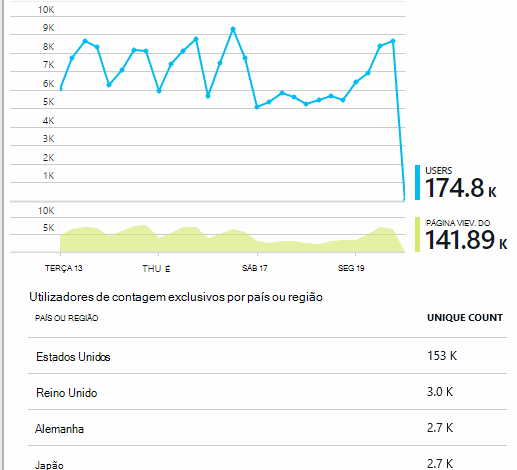 10K
9K
8K
7K
6K
5K
4K
3K
2K
1K
USERS
174.8 K
10K
5K
PÁGINA VIEV. DO
141.89 K
TERÇA 13 THU É SÁB 17 SEG 19
Utilizadores de contagem exclusivos por país ou região
PAÍS OU REGIÃO UNIQUE COUNT
Estados Unidos 153 K
Reino Unido 3.0 K
Alemanha 2.7 K
Japão 2.7 K